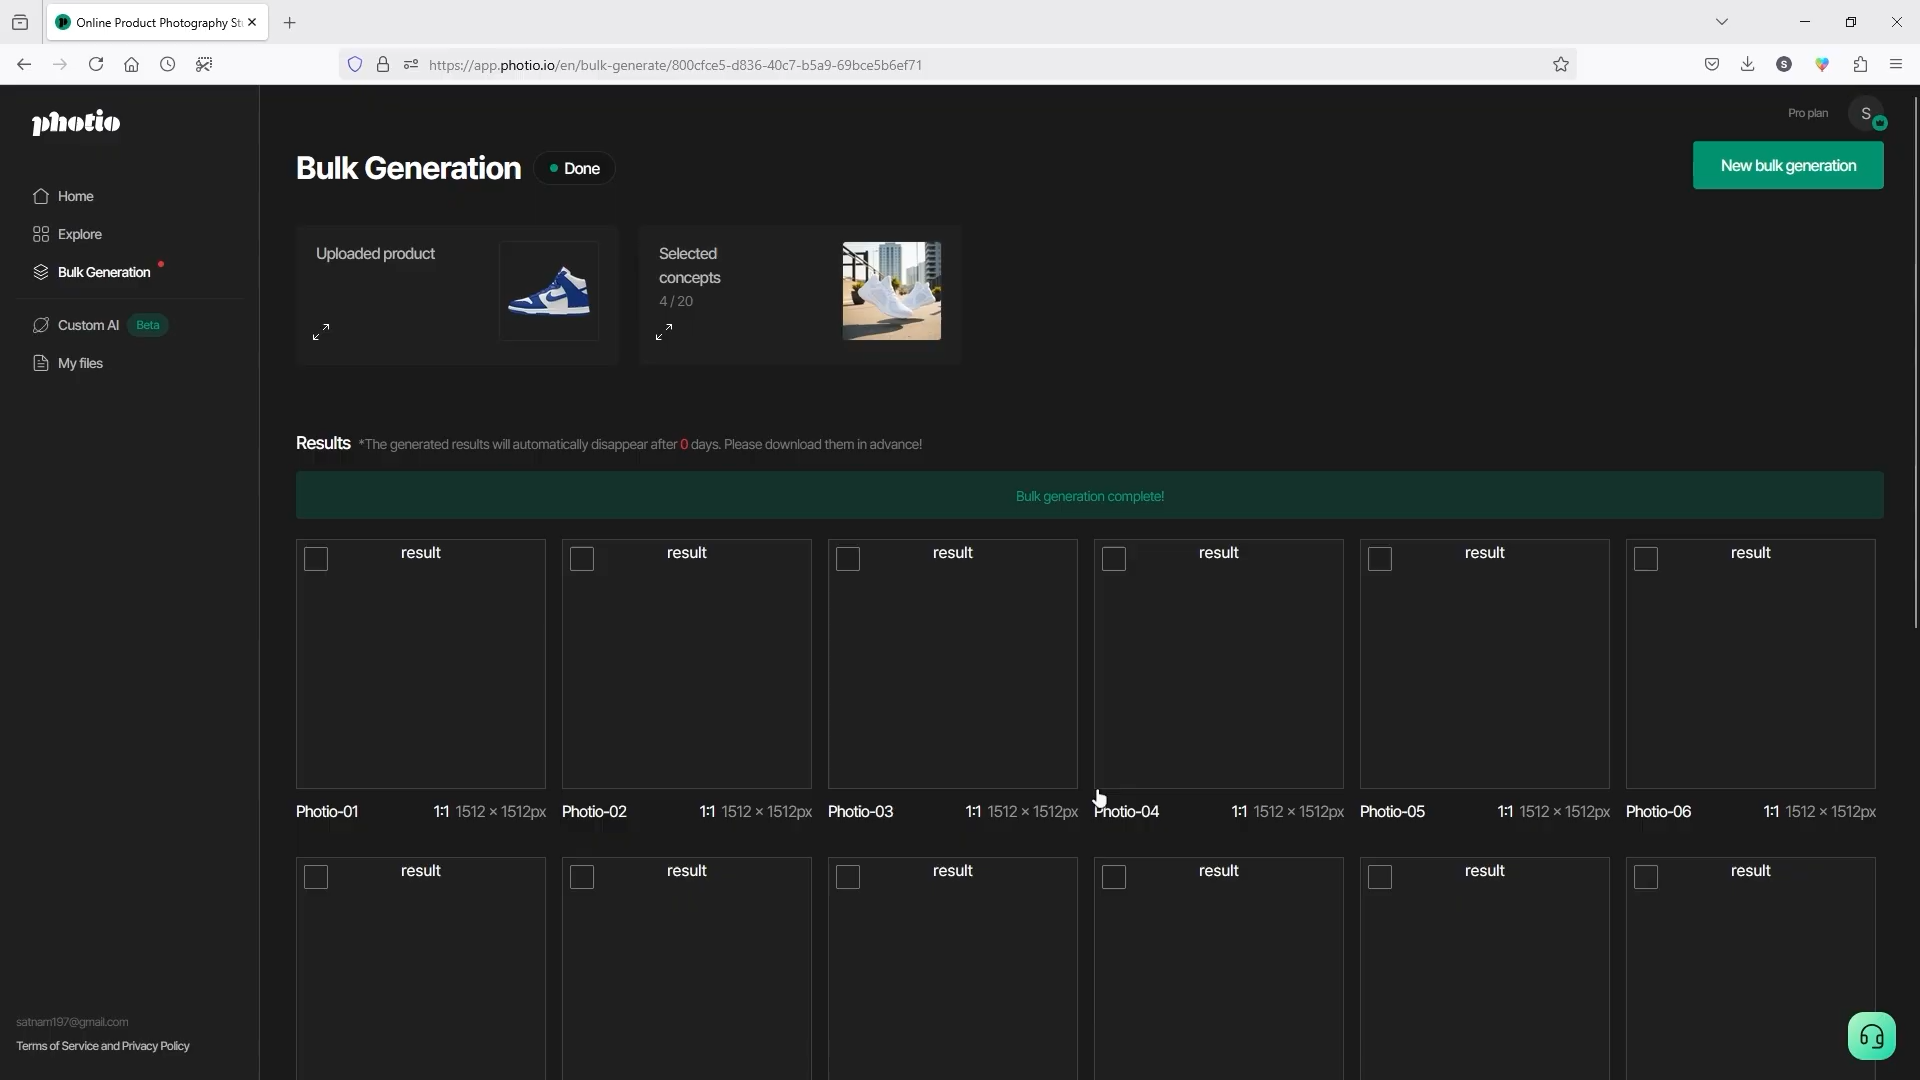 Online Product Photography St
https://app.photio.io/en/bulk-generate/800cfce5-d836-40c7-b5a9-69bce5b6ef71
S
photio
Pro plan
S
Home
Explore
Bulk Generation
Custom AI Beta
My files
Bulk Generation
Done
New bulk generation
Uploaded product
Selected
concepts
4 / 20
Results *The generated results will automatically disappear after 0 days. Please download them in advance!
Bulk generation complete!
result result result result result result
Photio-01 1:1 1512 × 1512px Photio-02 1:1 1512 × 1512px Photio-03 1:1 1512 × 1512px Photio-04 1:1 1512 × 1512px Photio-05 1:1 1512 × 1512px Photio-06 1:1 1512 × 1512px
result result result result result result
satnam197@gmail.com
Terms of Service and Privacy Policy